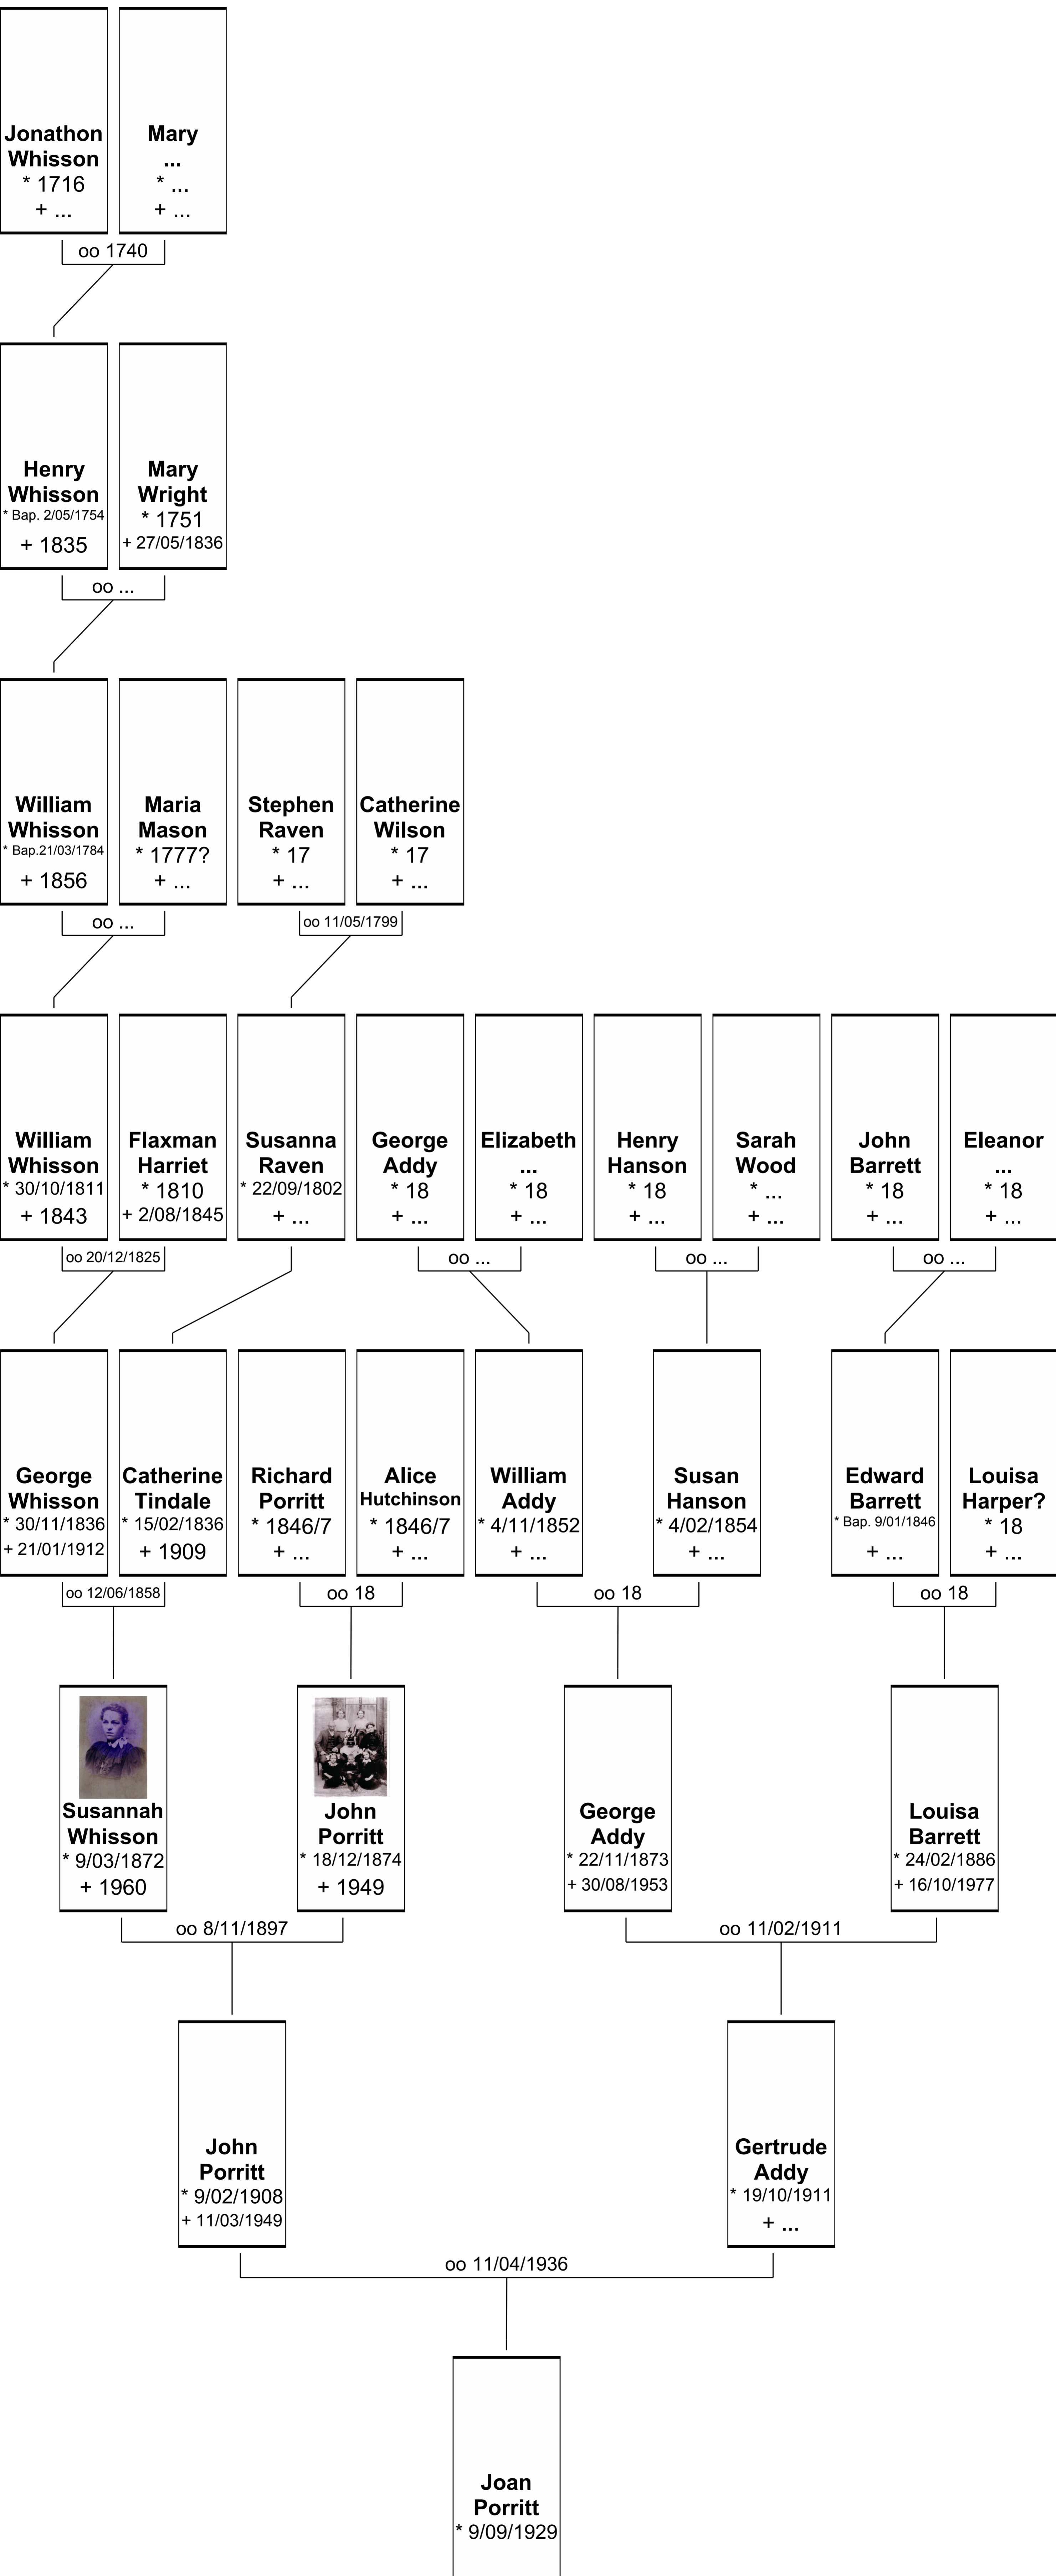 Jonathon
Whisson
* 1716
+ ...
Mary
...
* ...
+ ...
oo 1740
Henry
Whisson
* Bap. 2/05/1754
+ 1835
Mary
Wright
* 1751
+ 27/05/1836
oo ...
William
Whisson
* Bap.21/03/1784
+ 1856
Maria
Mason
* 1777?
+ ...
Stephen
Raven
* 17
+ ...
Catherine
Wilson
* 17
+ ...
oo ...
oo 11/05/1799
William
Whisson
* 30/10/1811
+ 1843
Flaxman
Harriet
* 1810
+ 2/08/1845
Susanna
Raven
* 22/09/1802
+ ...
George
Addy
* 18
+ ...
Elizabeth
...
* 18
+ ...
Henry
Hanson
* 18
+ ...
Sarah
Wood
* ...
+ ...
John
Barrett
* 18
+ ...
Eleanor
...
* 18
+ ...
oo 20/12/1825
oo ...
oo ...
oo ...
George
Whisson
* 30/11/1836
+ 21/01/1912
Catherine
Tindale
* 15/02/1836
+ 1909
Richard
Porritt
* 1846/7
+ ...
Alice
Hutchinson
* 1846/7
+ ...
William
Addy
* 4/11/1852
+ ...
Susan
Hanson
* 4/02/1854
+ ...
Edward
Barrett
* Bap. 9/01/1846
+ ...
Louisa
Harper?
* 18
+ ...
oo 12/06/1858
oo 18
oo 18
oo 18
Susannah
Whisson
* 9/03/1872
+ 1960
John
Porritt
* 18/12/1874
+ 1949
George
Addy
* 22/11/1873
+ 30/08/1953
Louisa
Barrett
* 24/02/1886
+ 16/10/1977
oo 8/11/1897
oo 11/02/1911
John
Porritt
* 9/02/1908
+ 11/03/1949
Gertrude
Addy
* 19/10/1911
+ ...
oo 11/04/1936
Joan
Porritt
* 9/09/1929